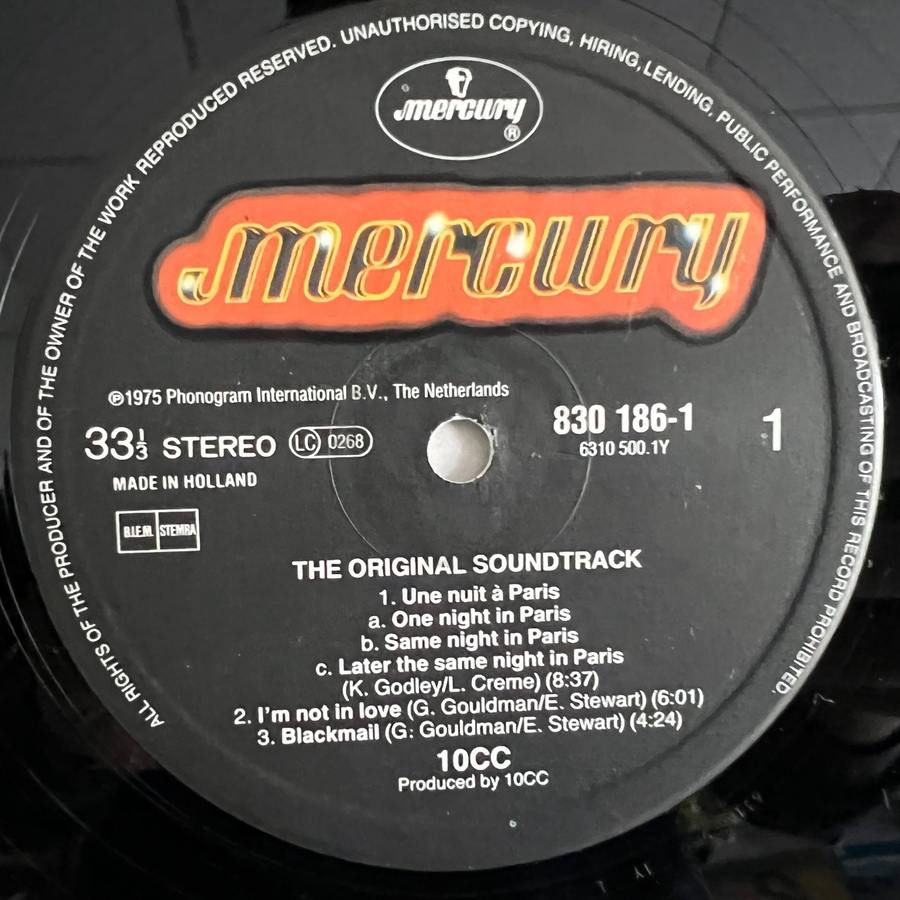 ALL RIGHTS OF THE PRODUCER AND OF THE OWNER OF THE WORK REPRODUCED RESERVED. UNAUTHORISED COPYING, HIRING, LENDING, PUBLIC PERFORMANCE AND BROADCASTING OF THIS RECORD PROHIBITED.
mercury
®
mercury
℗1975 Phonogram International B.V., The Netherlands
33⅓ STEREO LC 0268
MADE IN HOLLAND
B.I.E.M. STEMRA
830 186-1
6310 500.1Y
1
THE ORIGINAL SOUNDTRACK
1. Une nuit à Paris
a. One night in Paris
b. Same night in Paris
c. Later the same night in Paris
(K. Godley/L. Creme) (8:37)
2. I'm not in love (G. Gouldman/E. Stewart) (6:01)
3. Blackmail (G: Gouldman/E. Stewart) (4:24)
10CC
Produced by 10CC